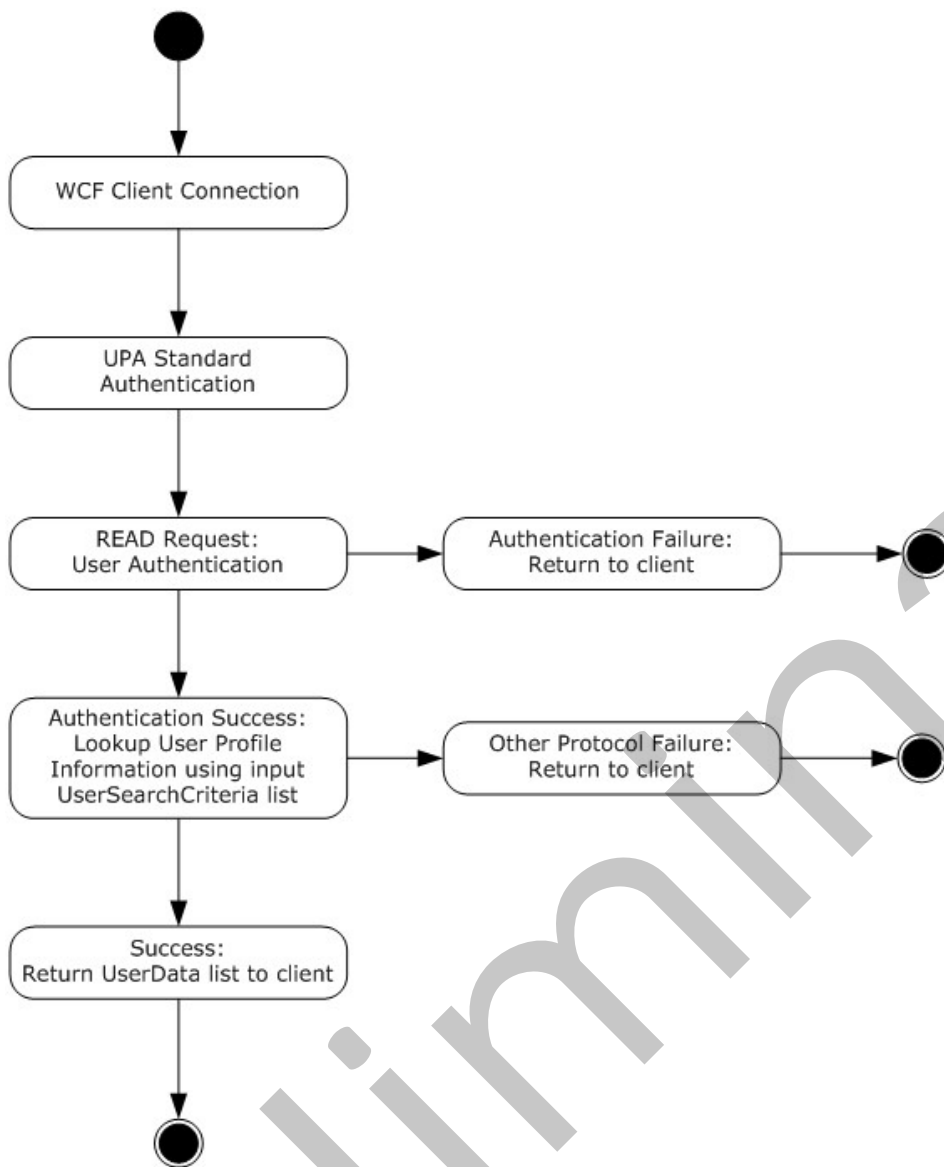 WCF Client Connection
UPA Standard
Authentication
READ Request:
User Authentication
Authentication Failure:
Return to client
Authentication Success:
Lookup User Profile
Information using input
UserSearchCriteria list
Other Protocol Failure:
Return to client
Success:
Return UserData list to client